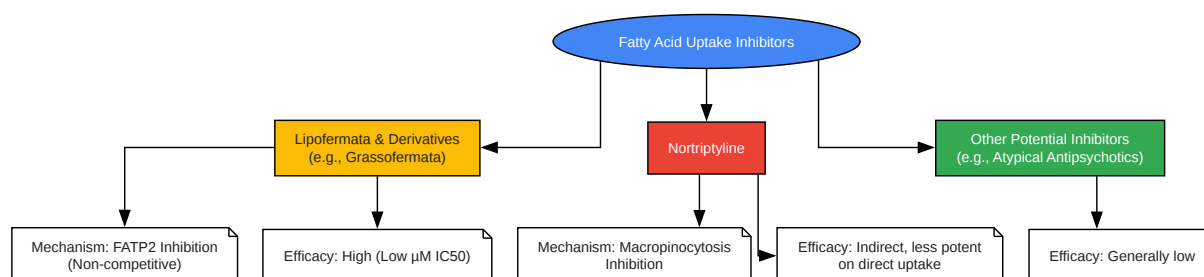 Fatty Acid Uptake Inhibitors
Lipofermata & Derivatives
(e.g., Grassofermata)
Nortriptyline
Other Potential Inhibitors
(e.g., Atypical Antipsychotics)
Mechanism: FATP2 Inhibition
(Non-competitive)
Efficacy: High (Low µM IC50)
Mechanism: Macropinocytosis
Inhibition
Efficacy: Indirect, less potent
on direct uptake
Efficacy: Generally low